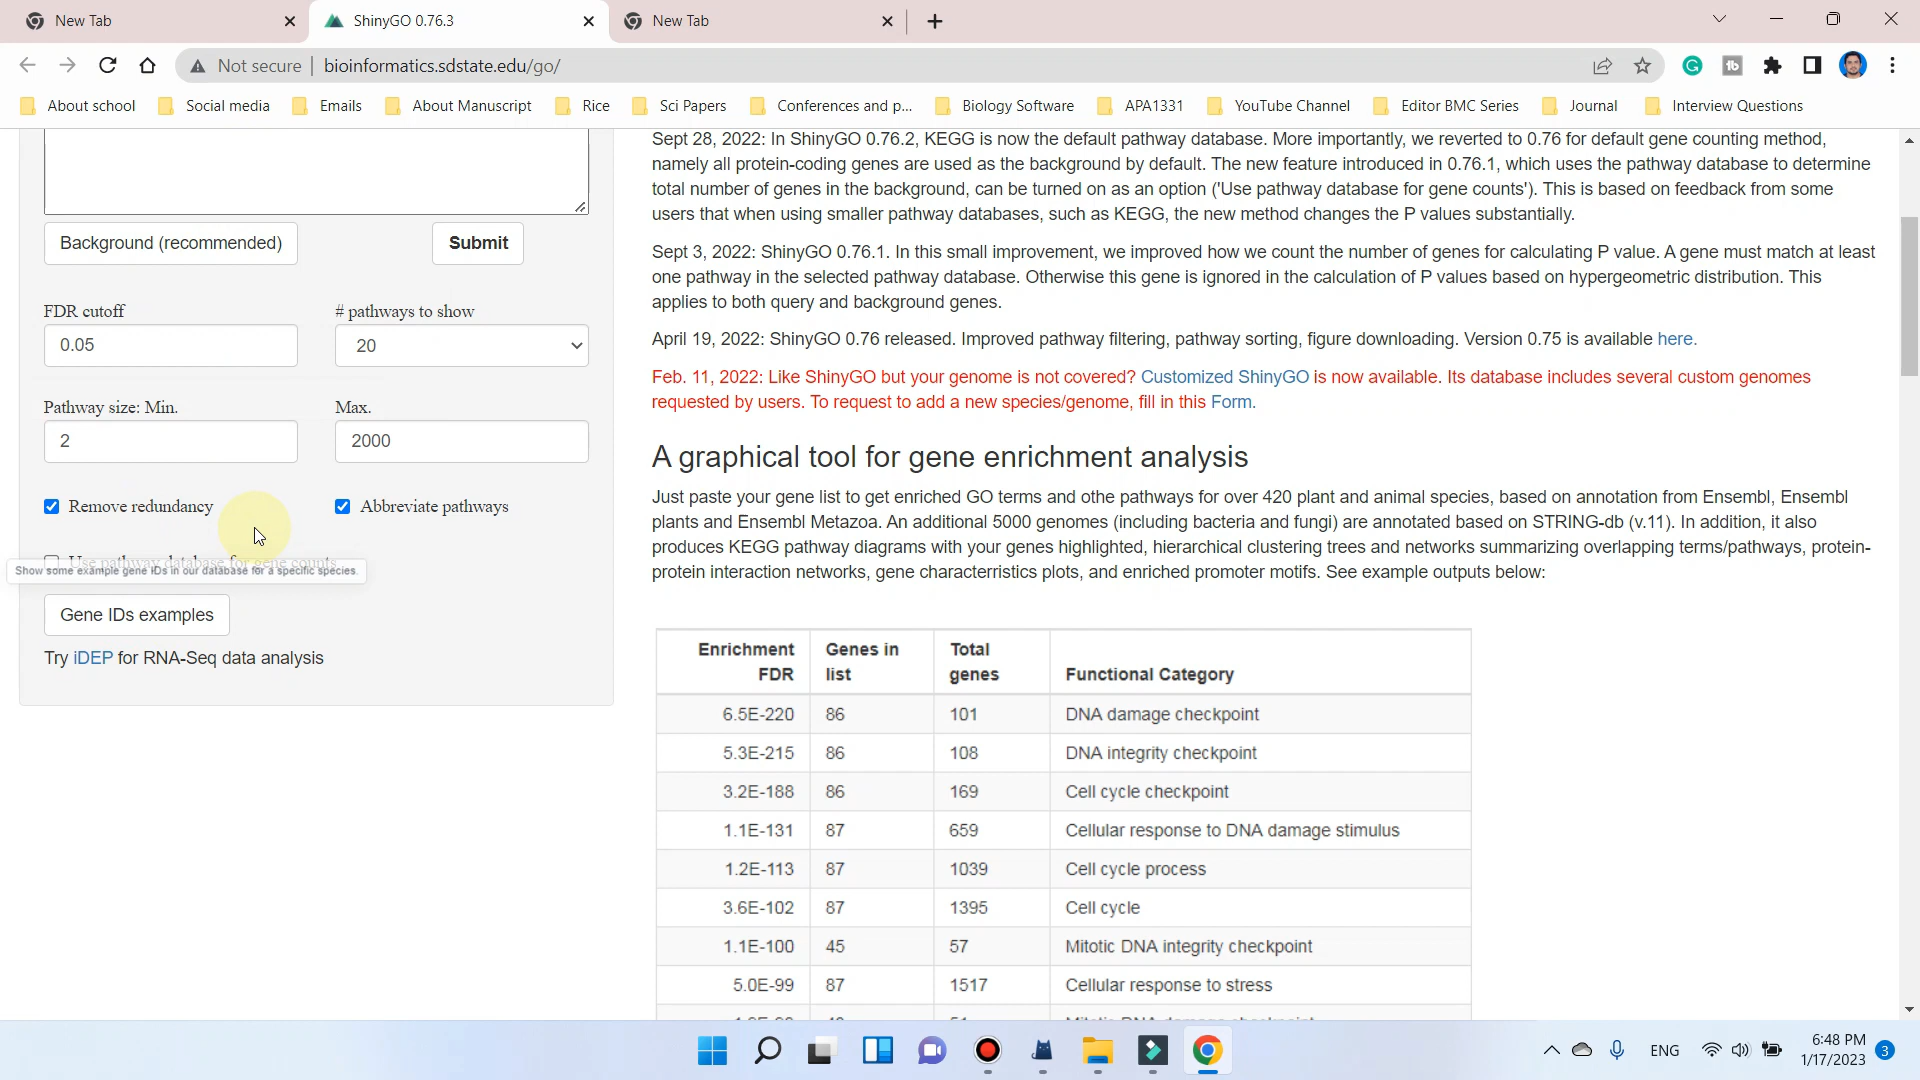 New Tab
ShinyGO 0.76.3
New Tab
Not secure | bioinformatics.sdstate.edu/go/
About school
Social media
Emails
About Manuscript
Rice
Sci Papers
Conferences and p...
Biology Software
APA1331
YouTube Channel
Editor BMC Series
Journal
Interview Questions
Background (recommended)
Submit
FDR cutoff
# pathways to show
0.05
20
Pathway size: Min.
Max.
2
2000
Remove redundancy
Abbreviate pathways
Use pathway database for gene counts
Show some example gene IDs in our database for a specific species.
Gene IDs examples
Try iDEP for RNA-Seq data analysis
Sept 28, 2022: In ShinyGO 0.76.2, KEGG is now the default pathway database. More importantly, we reverted to 0.76 for default gene counting method,
namely all protein-coding genes are used as the background by default. The new feature introduced in 0.76.1, which uses the pathway database to determine
total number of genes in the background, can be turned on as an option ('Use pathway database for gene counts'). This is based on feedback from some
users that when using smaller pathway databases, such as KEGG, the new method changes the P values substantially.
Sept 3, 2022: ShinyGO 0.76.1. In this small improvement, we improved how we count the number of genes for calculating P value. A gene must match at least
one pathway in the selected pathway database. Otherwise this gene is ignored in the calculation of P values based on hypergeometric distribution. This
applies to both query and background genes.
April 19, 2022: ShinyGO 0.76 released. Improved pathway filtering, pathway sorting, figure downloading. Version 0.75 is available here.
Feb. 11, 2022: Like ShinyGO but your genome is not covered? Customized ShinyGO is now available. Its database includes several custom genomes
requested by users. To request to add a new species/genome, fill in this Form.
A graphical tool for gene enrichment analysis
Just paste your gene list to get enriched GO terms and othe pathways for over 420 plant and animal species, based on annotation from Ensembl, Ensembl
plants and Ensembl Metazoa. An additional 5000 genomes (including bacteria and fungi) are annotated based on STRING-db (v.11). In addition, it also
produces KEGG pathway diagrams with your genes highlighted, hierarchical clustering trees and networks summarizing overlapping terms/pathways, protein-
protein interaction networks, gene characterristics plots, and enriched promoter motifs. See example outputs below:
Enrichment FDR Genes in list Total genes Functional Category
6.5E-220 86 101 DNA damage checkpoint
5.3E-215 86 108 DNA integrity checkpoint
3.2E-188 86 169 Cell cycle checkpoint
1.1E-131 87 659 Cellular response to DNA damage stimulus
1.2E-113 87 1039 Cell cycle process
3.6E-102 87 1395 Cell cycle
1.1E-100 45 57 Mitotic DNA integrity checkpoint
5.0E-99 87 1517 Cellular response to stress
ENG
6:48 PM
1/17/2023
3